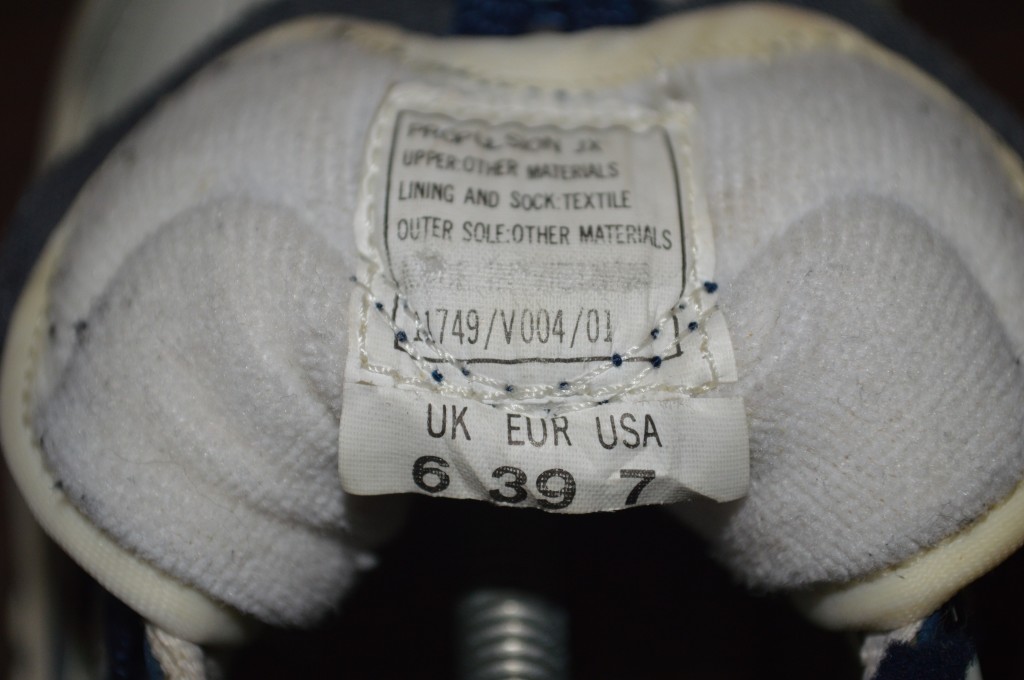 PROPULSION JX
UPPER:OTHER MATERIALS
LINING AND SOCK:TEXTILE
OUTER SOLE:OTHER MATERIALS
11749/V004/01
UK EUR USA
6 39 7